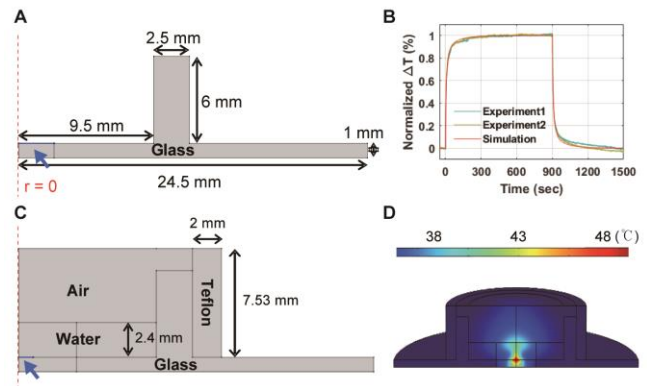 A
2.5 mm
6 mm
9.5 mm
1 mm
Glass
r = 0
24.5 mm
B
Normalized ΔT (%)
1
0.8
0.6
0.4
0.2
0
Experiment1
Experiment2
Simulation
0 300 600 900 1200 1500
Time (sec)
C
2 mm
Air
Teflon
7.53 mm
Water
2.4 mm
Glass
D
38 43 48 (℃)